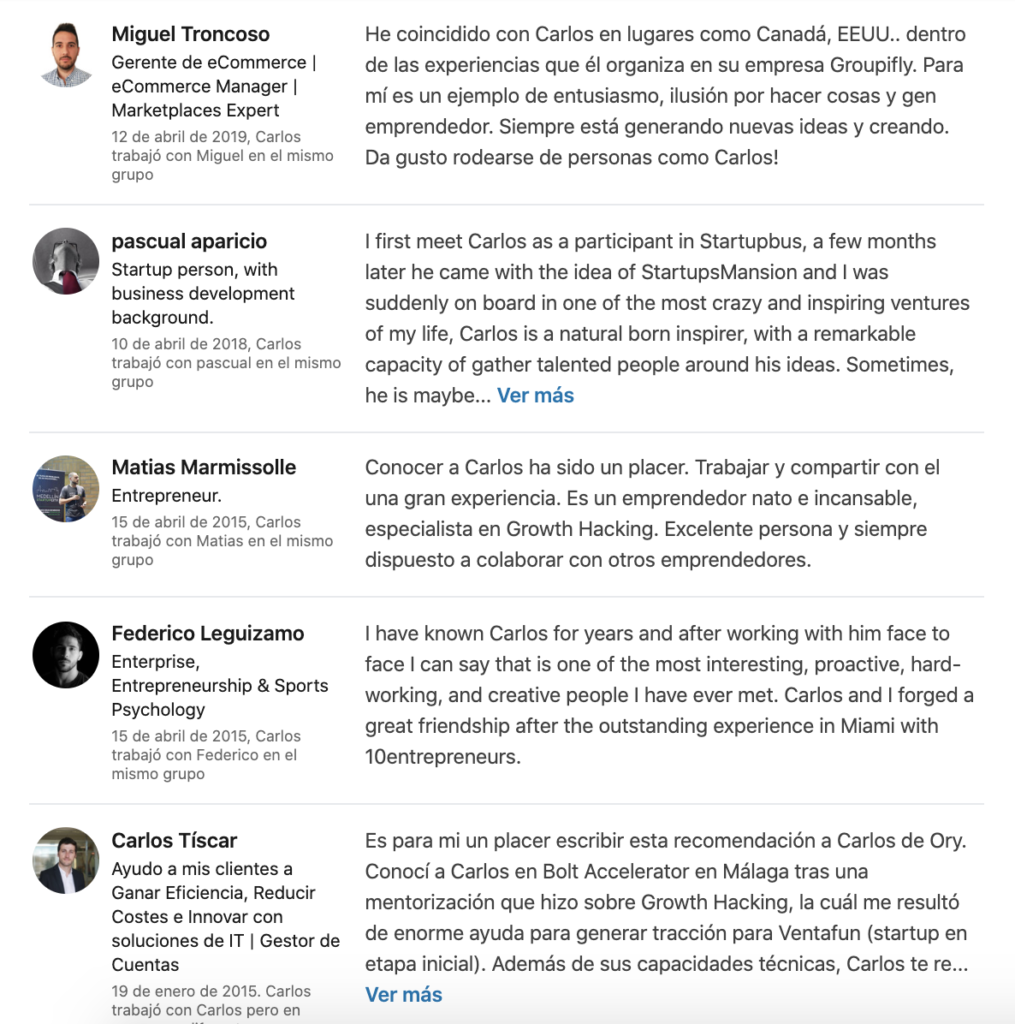 Miguel Troncoso
Gerente de eCommerce |
eCommerce Manager |
Marketplaces Expert
12 de abril de 2019, Carlos
trabajó con Miguel en el mismo
grupo
He coincidido con Carlos en lugares como Canadá, EEUU.. dentro
de las experiencias que él organiza en su empresa Groupifly. Para
mí es un ejemplo de entusiasmo, ilusión por hacer cosas y gen
emprendedor. Siempre está generando nuevas ideas y creando.
Da gusto rodearse de personas como Carlos!
pascual aparicio
Startup person, with
business development
background.
10 de abril de 2018, Carlos
trabajó con pascual en el mismo
grupo
I first meet Carlos as a participant in Startupbus, a few months
later he came with the idea of StartupsMansion and I was
suddenly on board in one of the most crazy and inspiring ventures
of my life, Carlos is a natural born inspirer, with a remarkable
capacity of gather talented people around his ideas. Sometimes,
he is maybe... Ver más
Matias Marmissolle
Entrepreneur.
15 de abril de 2015, Carlos
trabajó con Matias en el mismo
grupo
Conocer a Carlos ha sido un placer. Trabajar y compartir con el
una gran experiencia. Es un emprendedor nato e incansable,
especialista en Growth Hacking. Excelente persona y siempre
dispuesto a colaborar con otros emprendedores.
Federico Leguizamo
Enterprise,
Entrepreneurship & Sports
Psychology
15 de abril de 2015, Carlos
trabajó con Federico en el
mismo grupo
I have known Carlos for years and after working with him face to
face I can say that is one of the most interesting, proactive, hard-
working, and creative people I have ever met. Carlos and I forged a
great friendship after the outstanding experience in Miami with
10entrepreneurs.
Carlos Tíscar
Ayudo a mis clientes a
Ganar Eficiencia, Reducir
Costes e Innovar con
soluciones de IT | Gestor de
Cuentas
19 de enero de 2015. Carlos
trabajó con Carlos pero en
Es para mi un placer escribir esta recomendación a Carlos de Ory.
Conocí a Carlos en Bolt Accelerator en Málaga tras una
mentorización que hizo sobre Growth Hacking, la cuál me resultó
de enorme ayuda para generar tracción para Ventafun (startup en
etapa inicial). Además de sus capacidades técnicas, Carlos te re...
Ver más